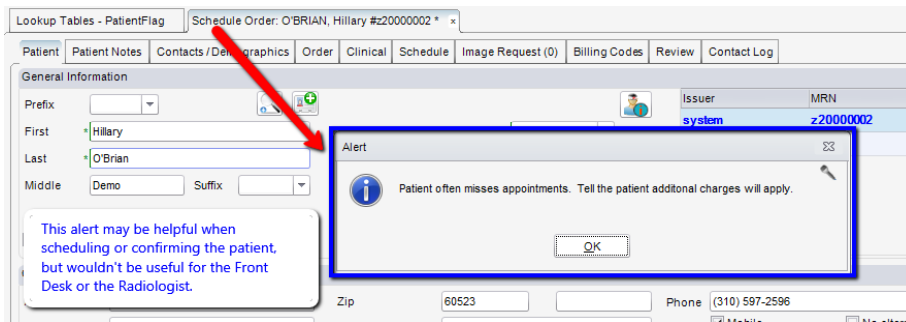 Lookup Tables - PatientFlag
Schedule Order: O'BRIAN, Hillary #z20000002 * ×
Patient Patient Notes Contacts / Demographics Order Clinical Schedule Image Request (0) Billing Codes Review Contact Log
General Information
Prefix
Issuer MRN
system z20000002
First * Hillary
Last * O'Brian
Middle Demo Suffix
Alert
Patient often misses appointments. Tell the patient additonal charges will apply.
OK
This alert may be helpful when
scheduling or confirming the patient,
but wouldn't be useful for the Front
Desk or the Radiologist.
Zip 60523 Phone (310) 597-2596
Mobile